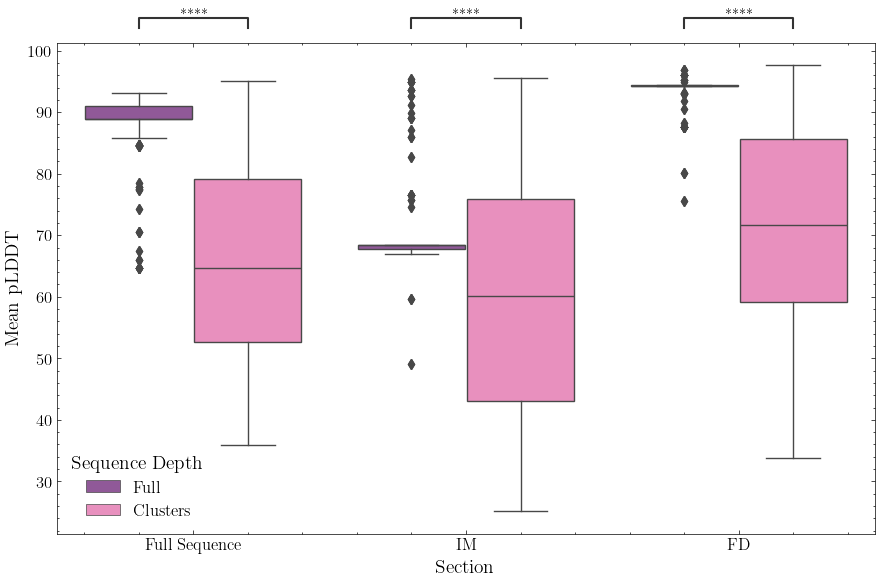 **** **** ****
100
90
80
70
60
50
40
30
Mean pLDDT
Sequence Depth
Full
Clusters
Full Sequence IM FD
Section